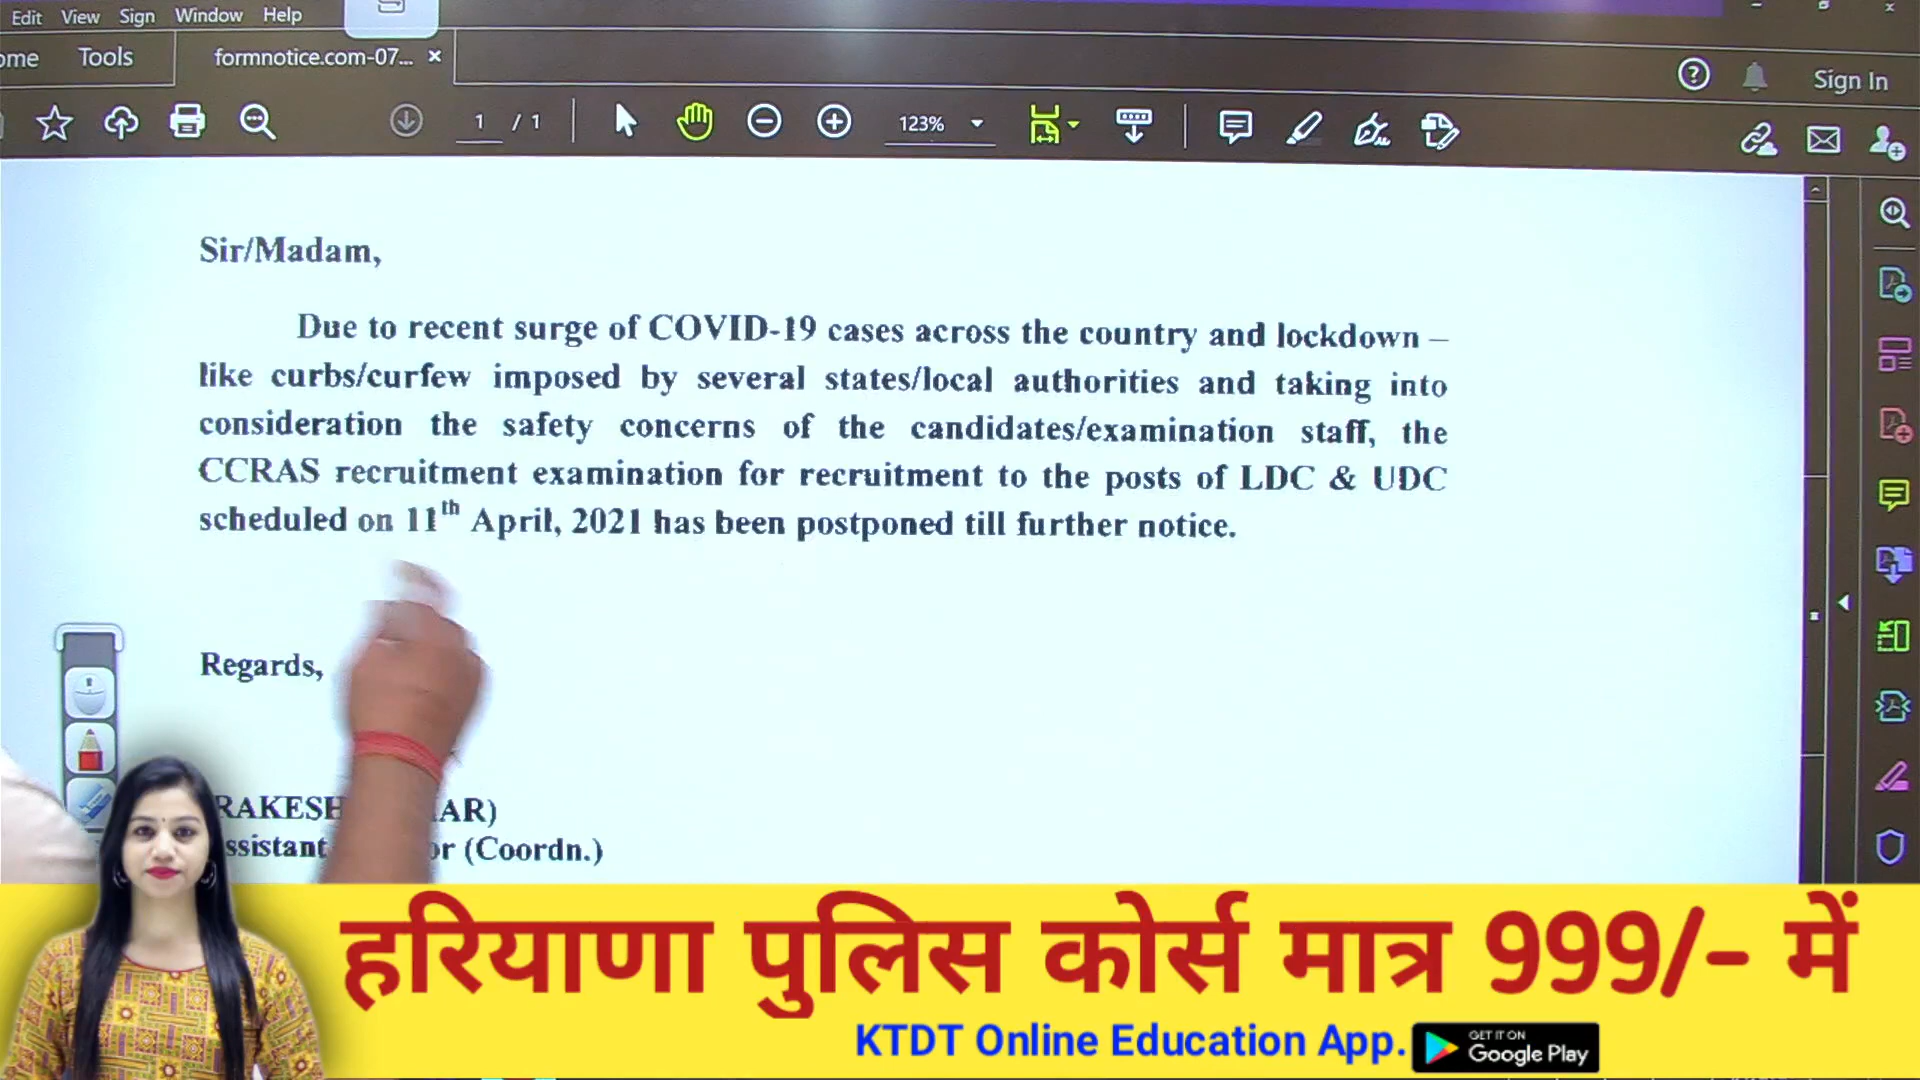 Edit View Sign Window Help
Tools formnotice.com-07... ×
Sign In
1 / 1 123%
Sir/Madam,
Due to recent surge of COVID-19 cases across the country and lockdown –
like curbs/curfew imposed by several states/local authorities and taking into
consideration the safety concerns of the candidates/examination staff, the
CCRAS recruitment examination for recruitment to the posts of LDC & UDC
scheduled on 11th April, 2021 has been postponed till further notice.
Regards,
(Coordn.)
हरियाणा पुलिस कोर्स मात्र 999/- में
KTDT Online Education App.
GET IT ON
Google Play